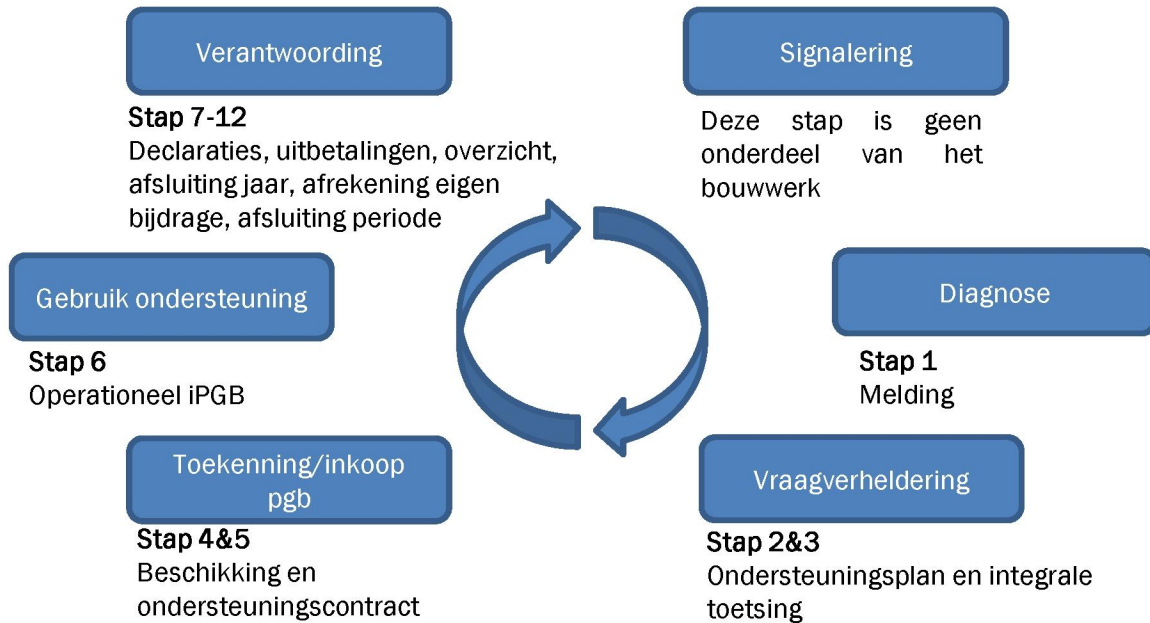 Verantwoording
Stap 7-12
Declaraties, uitbetalingen, overzicht,
afsluiting jaar, afrekening eigen
bijdrage, afsluiting periode
Signalering
Deze stap is geen
onderdeel van het
bouwwerk
Gebruik ondersteuning
Stap 6
Operationeel iPGB
Diagnose
Stap 1
Melding
Toekenning/inkoop
pgb
Stap 4&5
Beschikking en
ondersteuningscontract
Vraagverheldering
Stap 2&3
Ondersteuningsplan en integrale
toetsing